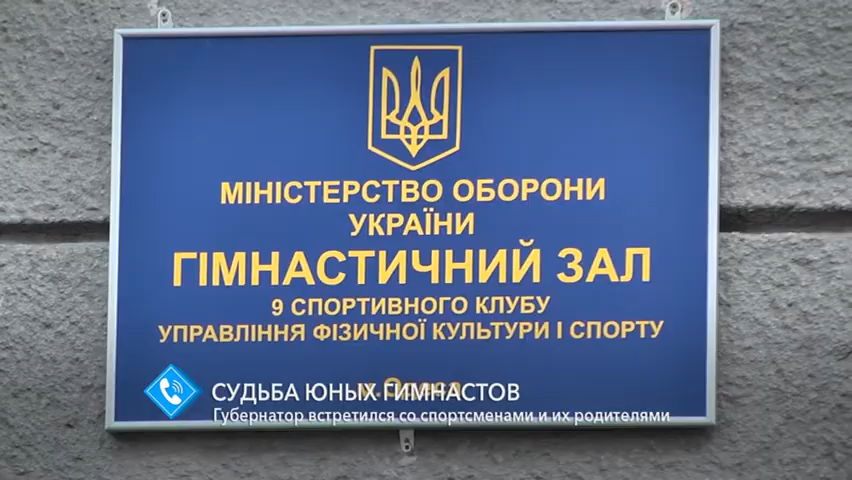 МІНІСТЕРСТВО ОБОРОНИ
УКРАЇНИ
ГІМНАСТИЧНИЙ ЗАЛ
9 СПОРТИВНОГО КЛУБУ
УПРАВЛІННЯ ФІЗИЧНОЇ КУЛЬТУРИ І СПОРТУ
м.Одеса
СУДЬБА ЮНЫХ ГИМНАСТОВ
Губернатор встретился со спортсменами и их родителями